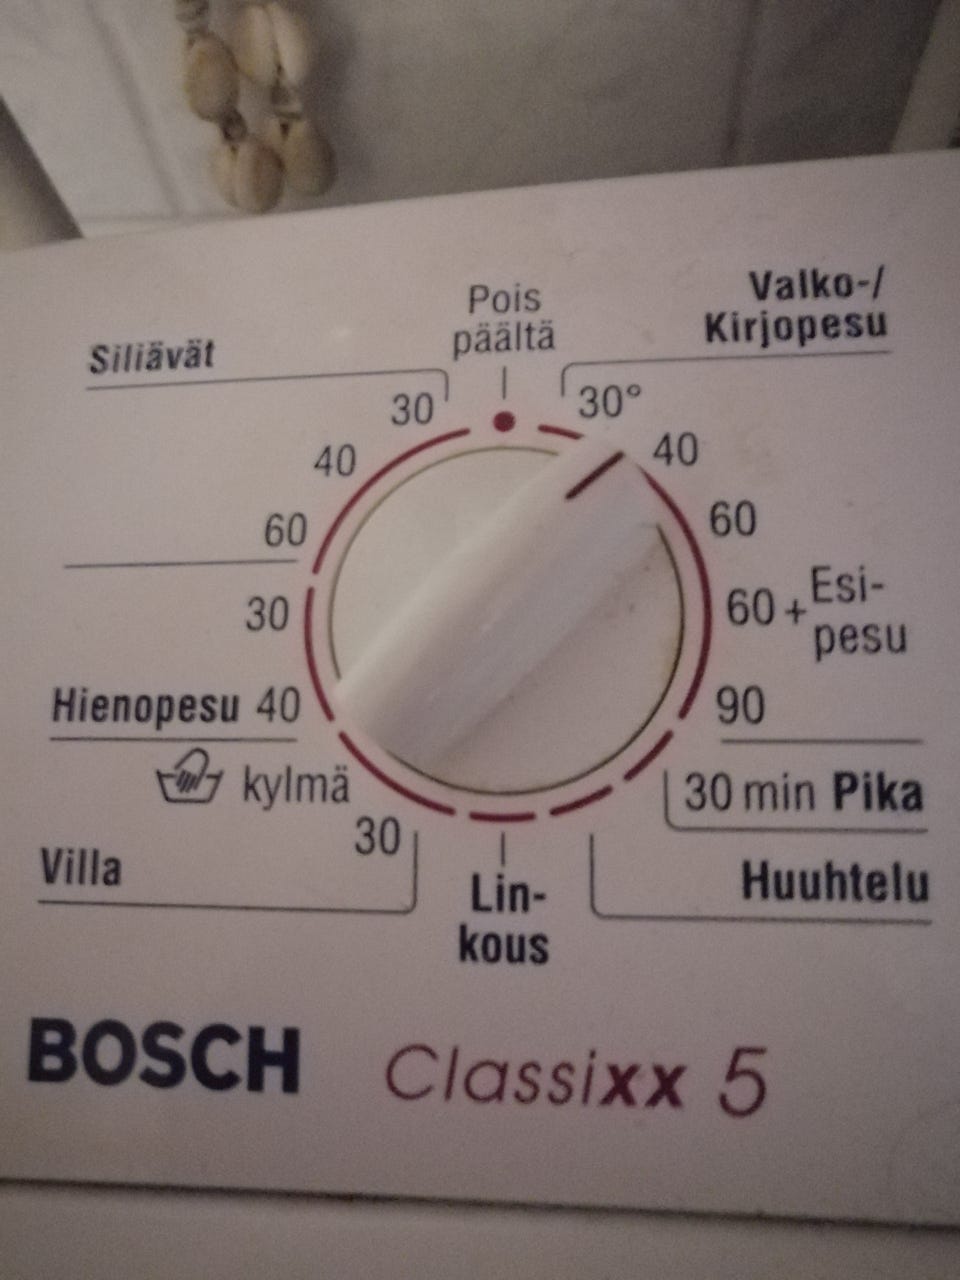 Pois
päältä
Valko-/
Kirjopesu
30°
40
60
60 + Esi-
pesu
90
30 min Pika
Huuhtelu
Lin-
kous
Siliävät
30
40
60
30
Hienopesu 40
kylmä
30
Villa
BOSCH Classixx 5